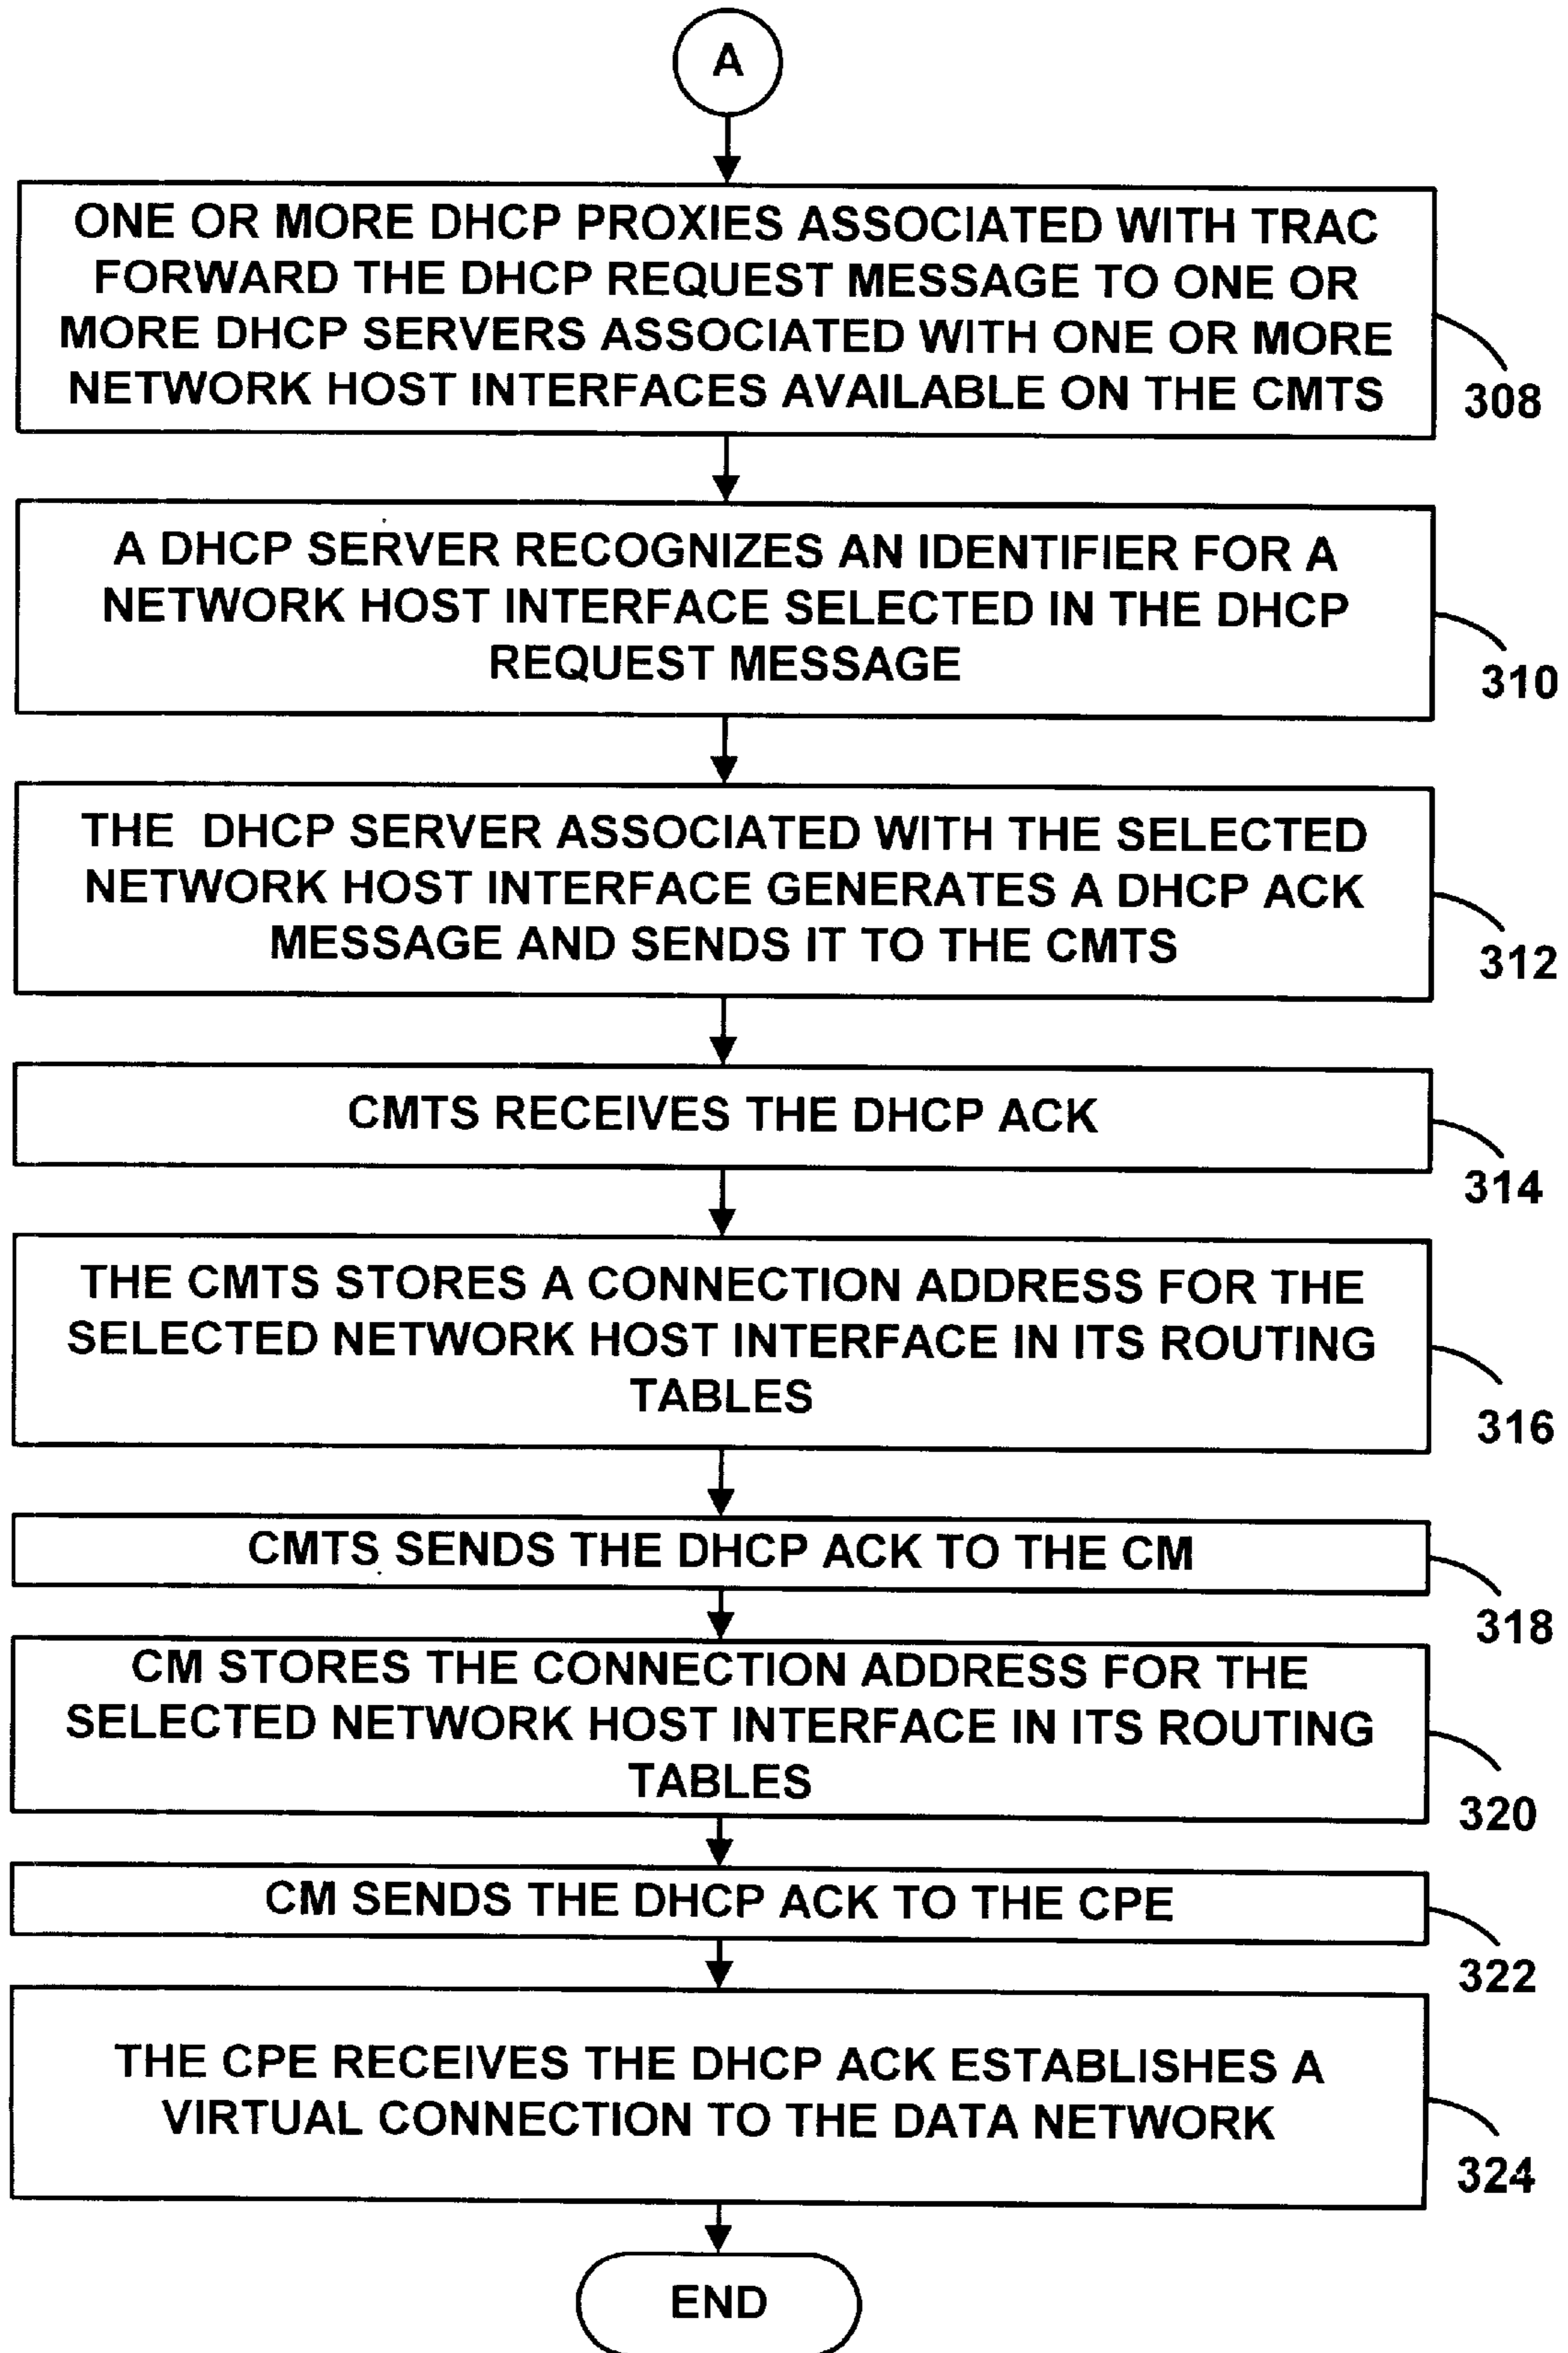 A
ONE OR MORE DHCP PROXIES ASSOCIATED WITH TRAC
FORWARD THE DHCP REQUEST MESSAGE TO ONE OR
MORE DHCP SERVERS ASSOCIATED WITH ONE OR MORE
NETWORK HOST INTERFACES AVAILABLE ON THE CMTS
308
A DHCP SERVER RECOGNIZES AN IDENTIFIER FOR A
NETWORK HOST INTERFACE SELECTED IN THE DHCP
REQUEST MESSAGE
310
THE DHCP SERVER ASSOCIATED WITH THE SELECTED
NETWORK HOST INTERFACE GENERATES A DHCP ACK
MESSAGE AND SENDS IT TO THE CMTS
312
CMTS RECEIVES THE DHCP ACK
314
THE CMTS STORES A CONNECTION ADDRESS FOR THE
SELECTED NETWORK HOST INTERFACE IN ITS ROUTING
TABLES
316
CMTS SENDS THE DHCP ACK TO THE CM
318
CM STORES THE CONNECTION ADDRESS FOR THE
SELECTED NETWORK HOST INTERFACE IN ITS ROUTING
TABLES
320
CM SENDS THE DHCP ACK TO THE CPE
322
THE CPE RECEIVES THE DHCP ACK ESTABLISHES A
VIRTUAL CONNECTION TO THE DATA NETWORK
324
END